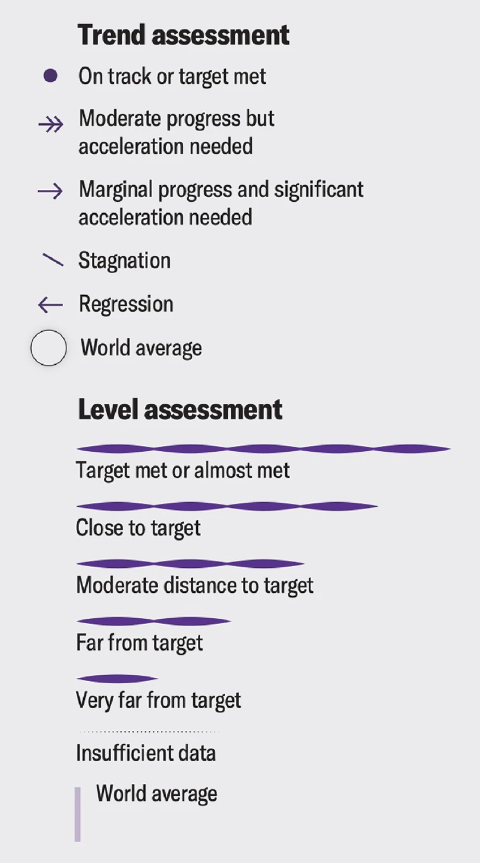 Trend assessment
On track or target met
Moderate progress but
acceleration needed
Marginal progress and significant
acceleration needed
Stagnation
Regression
World average
Level assessment
Target met or almost met
Close to target
Moderate distance to target
Far from target
Very far from target
Insufficient data
World average